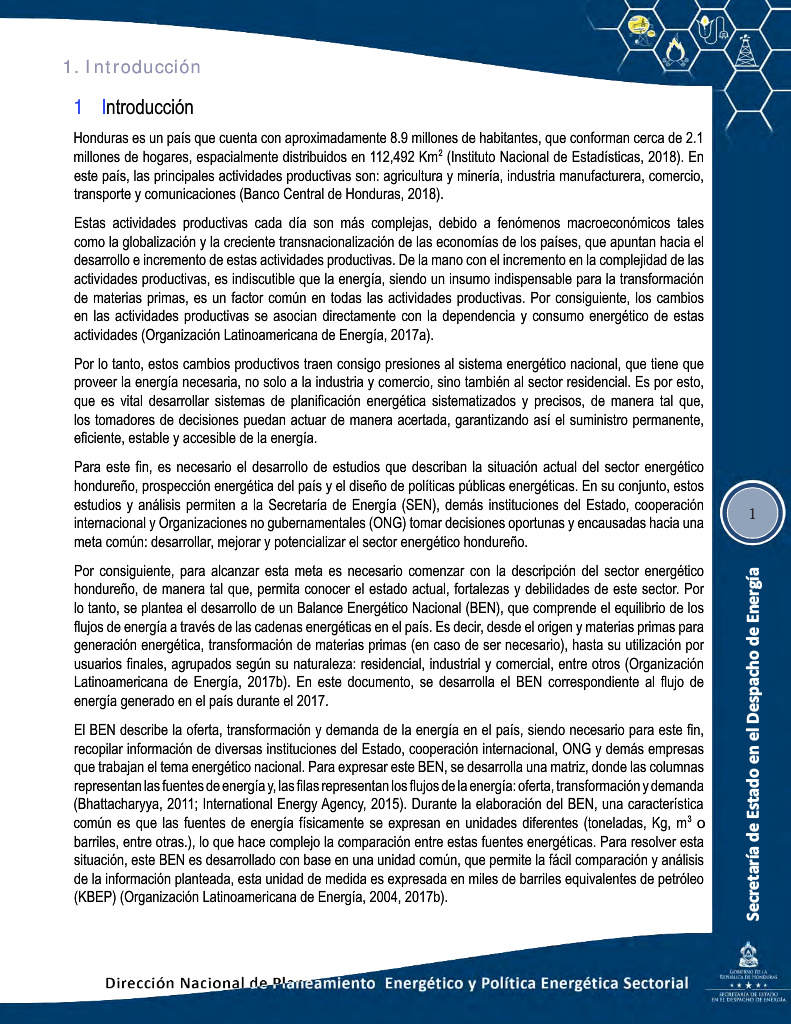 1. Introducción
1 Introducción
Honduras es un país que cuenta con aproximadamente 8.9 millones de habitantes, que conforman cerca de 2.1
millones de hogares, espacialmente distribuidos en 112,492 Km² (Instituto Nacional de Estadísticas, 2018). En
este país, las principales actividades productivas son: agricultura y minería, industria manufacturera, comercio,
transporte y comunicaciones (Banco Central de Honduras, 2018).
Estas actividades productivas cada día son más complejas, debido a fenómenos macroeconómicos tales
como la globalización y la creciente transnacionalización de las economías de los países, que apuntan hacia el
desarrollo e incremento de estas actividades productivas. De la mano con el incremento en la complejidad de las
actividades productivas, es indiscutible que la energía, siendo un insumo indispensable para la transformación
de materias primas, es un factor común en todas las actividades productivas. Por consiguiente, los cambios
en las actividades productivas se asocian directamente con la dependencia y consumo energético de estas
actividades (Organización Latinoamericana de Energía, 2017a).
Por lo tanto, estos cambios productivos traen consigo presiones al sistema energético nacional, que tiene que
proveer la energía necesaria, no solo a la industria y comercio, sino también al sector residencial. Es por esto,
que es vital desarrollar sistemas de planificación energética sistematizados y precisos, de manera tal que,
los tomadores de decisiones puedan actuar de manera acertada, garantizando así el suministro permanente,
eficiente, estable y accesible de la energía.
Para este fin, es necesario el desarrollo de estudios que describan la situación actual del sector energético
hondureño, prospección energética del país y el diseño de políticas públicas energéticas. En su conjunto, estos
estudios y análisis permiten a la Secretaría de Energía (SEN), demás instituciones del Estado, cooperación
internacional y Organizaciones no gubernamentales (ONG) tomar decisiones oportunas y encausadas hacia una
meta común: desarrollar, mejorar y potencializar el sector energético hondureño.
Por consiguiente, para alcanzar esta meta es necesario comenzar con la descripción del sector energético
hondureño, de manera tal que, permita conocer el estado actual, fortalezas y debilidades de este sector. Por
lo tanto, se plantea el desarrollo de un Balance Energético Nacional (BEN), que comprende el equilibrio de los
flujos de energía a través de las cadenas energéticas en el país. Es decir, desde el origen y materias primas para
generación energética, transformación de materias primas (en caso de ser necesario), hasta su utilización por
usuarios finales, agrupados según su naturaleza: residencial, industrial y comercial, entre otros (Organización
Latinoamericana de Energía, 2017b). En este documento, se desarrolla el BEN correspondiente al flujo de
energía generado en el país durante el 2017.
El BEN describe la oferta, transformación y demanda de la energía en el país, siendo necesario para este fin,
recopilar información de diversas instituciones del Estado, cooperación internacional, ONG y demás empresas
que trabajan el tema energético nacional. Para expresar este BEN, se desarrolla una matriz, donde las columnas
representan las fuentes de energía y, las filas representan los flujos de la energía: oferta, transformación y demanda
(Bhattacharyya, 2011; International Energy Agency, 2015). Durante la elaboración del BEN, una característica
común es que las fuentes de energía físicamente se expresan en unidades diferentes (toneladas, Kg, m³ o
barriles, entre otras.), lo que hace complejo la comparación entre estas fuentes energéticas. Para resolver esta
situación, este BEN es desarrollado con base en una unidad común, que permite la fácil comparación y análisis
de la información planteada, esta unidad de medida es expresada en miles de barriles equivalentes de petróleo
(KBEP) (Organización Latinoamericana de Energía, 2004, 2017b).
1
Secretaría de Estado en el Despacho de Energía
Dirección Nacional de Planeamiento Energético y Política Energética Sectorial
GOBIERNO DE LA
REPÚBLICA DE HONDURAS
SECRETARÍA DE ESTADO
EN EL DESPACHO DE ENERGÍA